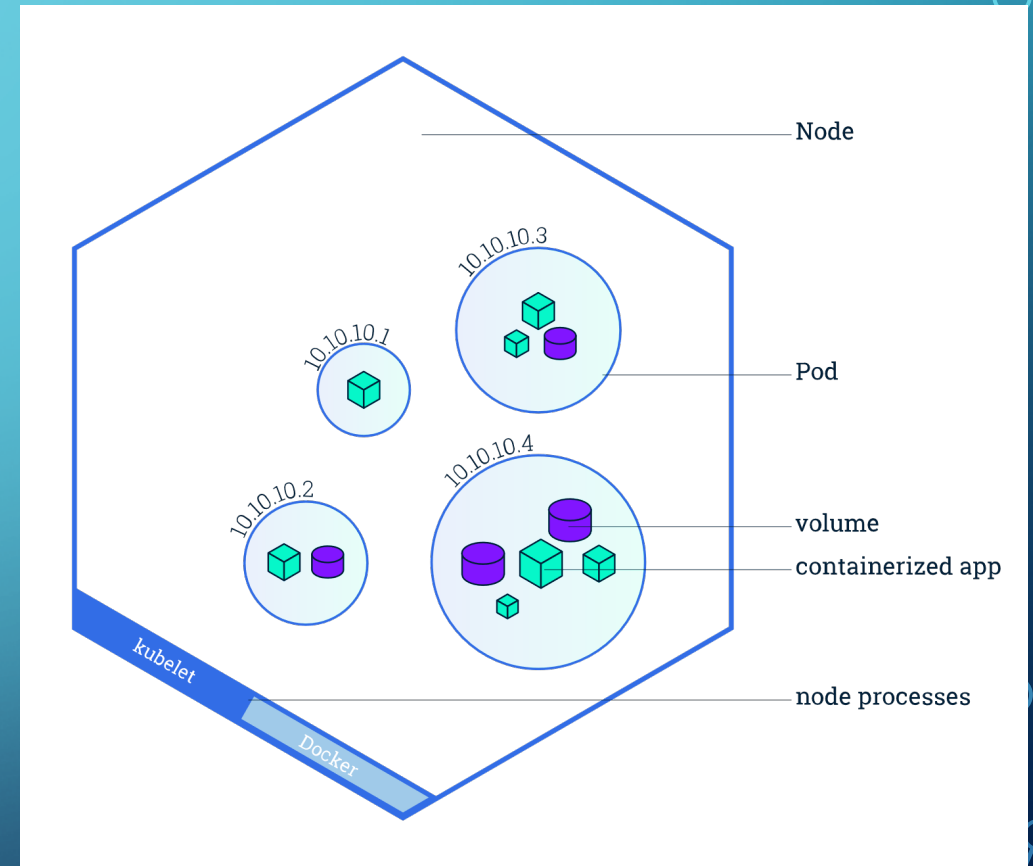 Node
10.10.10.3
10.10.10.1
Pod
10.10.10.4
10.10.10.2
volume
containerized app
kubelet
node processes
Docker